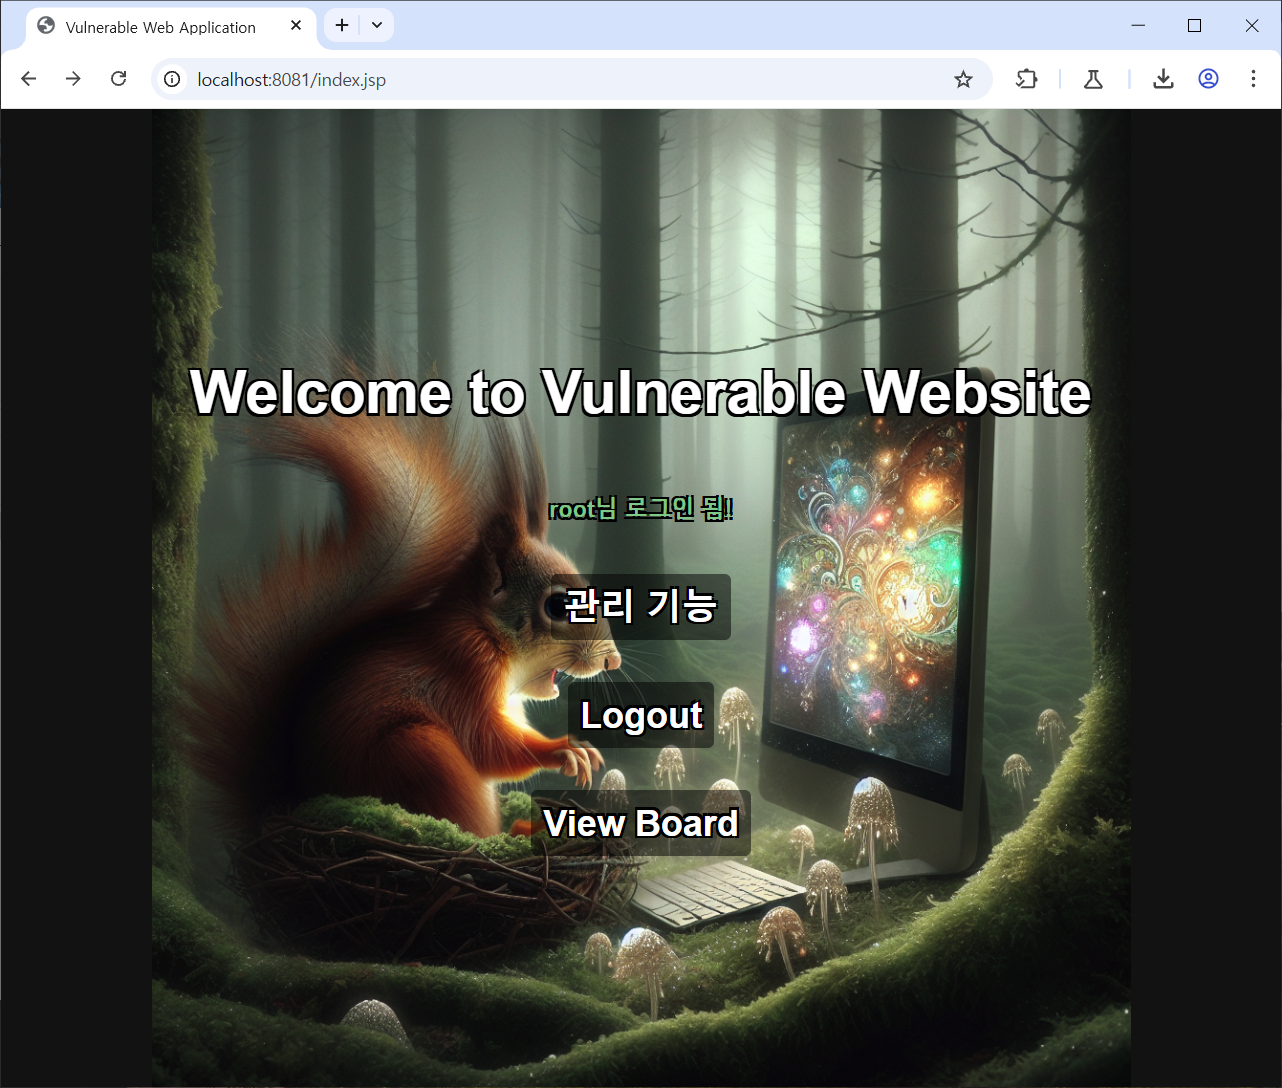 Vulnerable Web Application
localhost:8081/index.jsp
Welcome to Vulnerable Website
root님 로그인 됨!
관리 기능
Logout
View Board